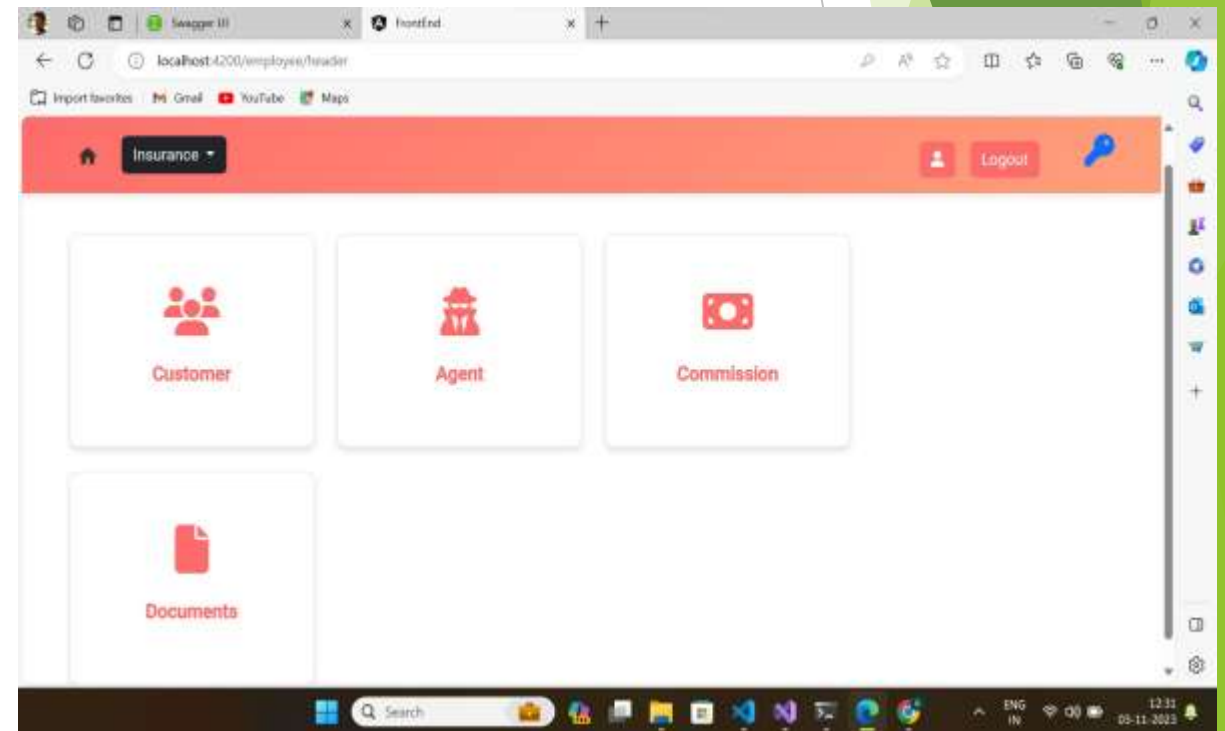 Swagger UI
FrontEnd
localhost:4200/employee/header
Import favorites
Gmail
YouTube
Maps
Insurance
Logout
Customer
Agent
Commission
Documents
Search
ENG
IN
12:31
03-11-2023